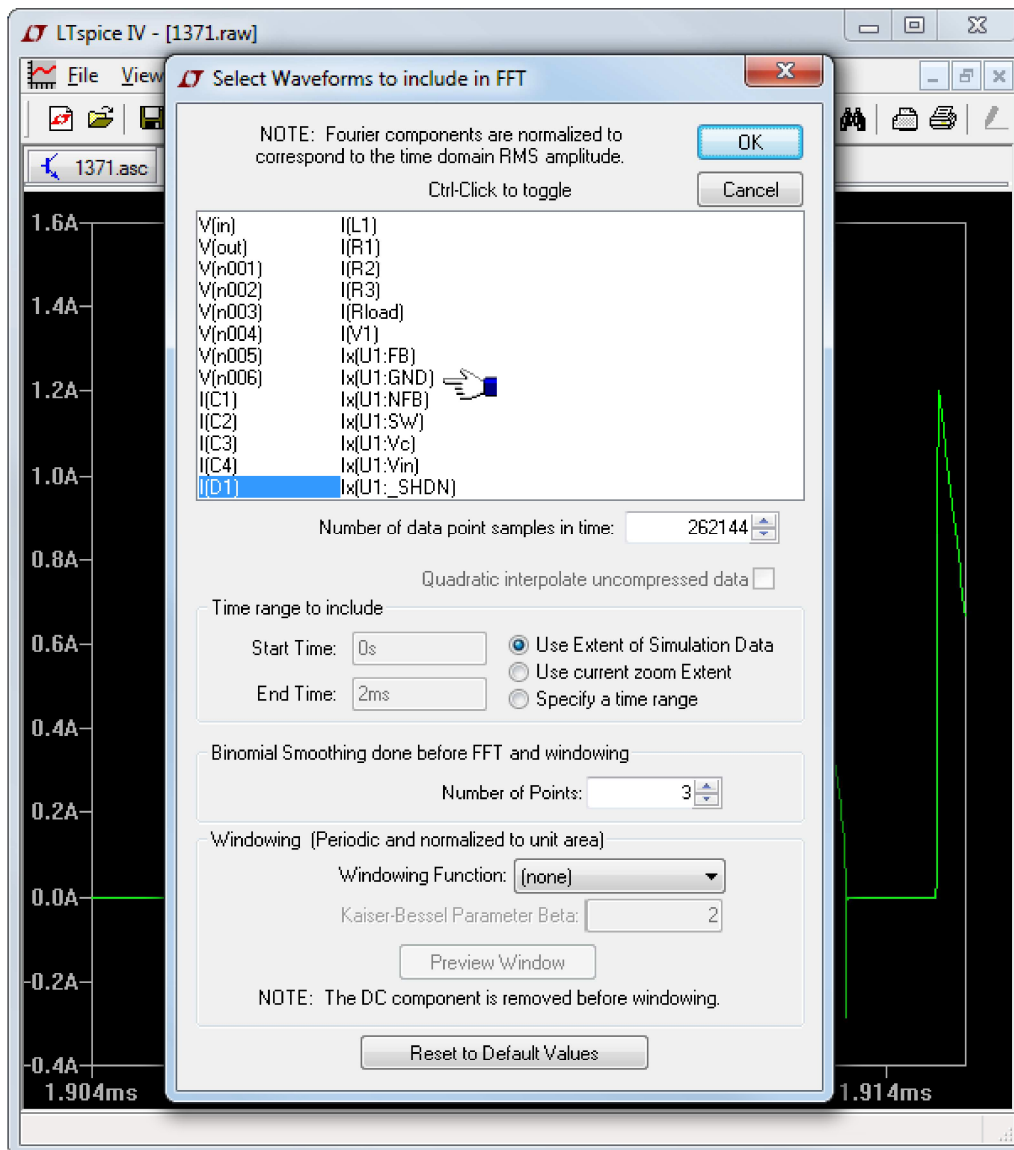 LTspice IV - [1371.raw]
File View
Select Waveforms to include in FFT
1371.asc
NOTE: Fourier components are normalized to
correspond to the time domain RMS amplitude.
OK
Ctrl-Click to toggle
Cancel
V(in) I(L1)
V(out) I(R1)
V(n001) I(R2)
V(n002) I(R3)
V(n003) I(Rload)
V(n004) I(V1)
V(n005) Ix(U1:FB)
V(n006) Ix(U1:GND)
I(C1) Ix(U1:NFB)
I(C2) Ix(U1:SW)
I(C3) Ix(U1:Vc)
I(C4) Ix(U1:Vin)
I(D1) Ix(U1:_SHDN)
Number of data point samples in time: 262144
Quadratic interpolate uncompressed data
Time range to include
Start Time: 0s
End Time: 2ms
Use Extent of Simulation Data
Use current zoom Extent
Specify a time range
Binomial Smoothing done before FFT and windowing
Number of Points: 3
Windowing (Periodic and normalized to unit area)
Windowing Function: (none)
Kaiser-Bessel Parameter Beta: 2
Preview Window
NOTE: The DC component is removed before windowing.
Reset to Default Values
1.6A
1.4A
1.2A
1.0A
0.8A
0.6A
0.4A
0.2A
0.0A
-0.2A
-0.4A
1.904ms
1.914ms